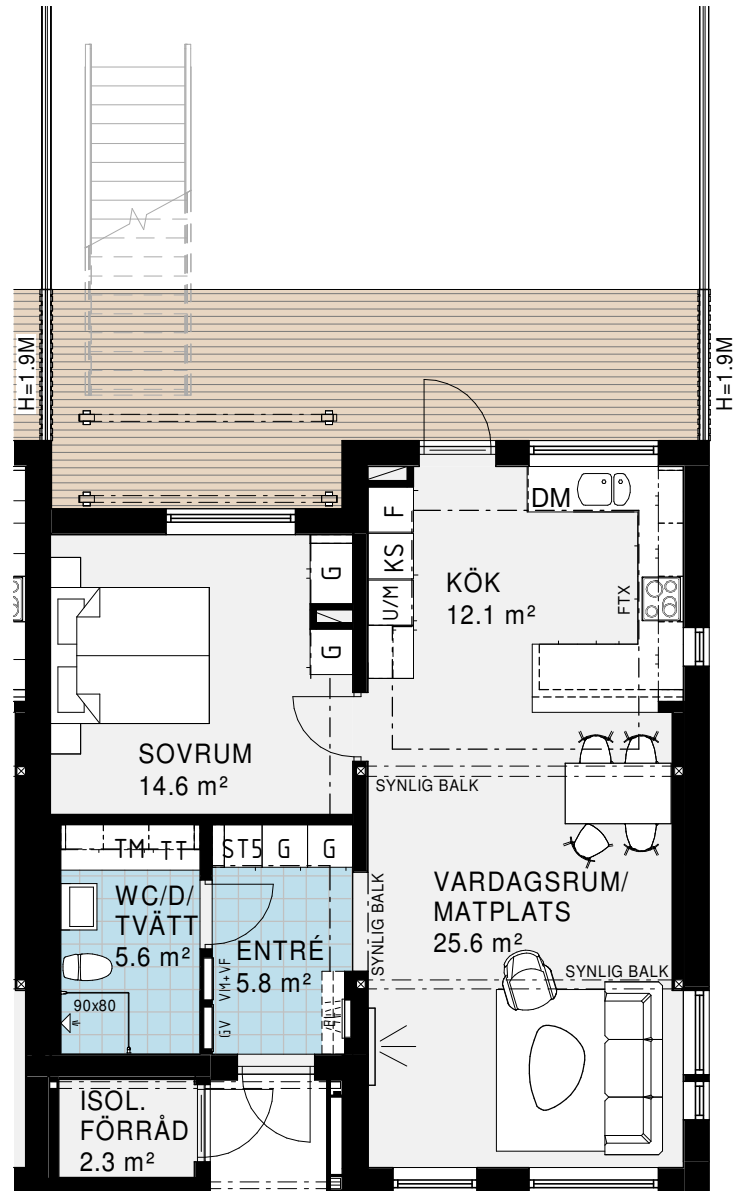 H=1.9M
H=1.9M
DM
F
KS
U/M
KÖK
12.1 m²
FTX
G
G
SOVRUM
14.6 m²
SYNLIG BALK
TM TT
ST5 G G
WC/D/
TVÄTT
5.6 m²
90x80
VM+VF
GV
ENTRÉ
5.8 m²
SYNLIG BALK
VARDAGSRUM/
MATPLATS
25.6 m²
SYNLIG BALK
ISOL.
FÖRRÅD
2.3 m²